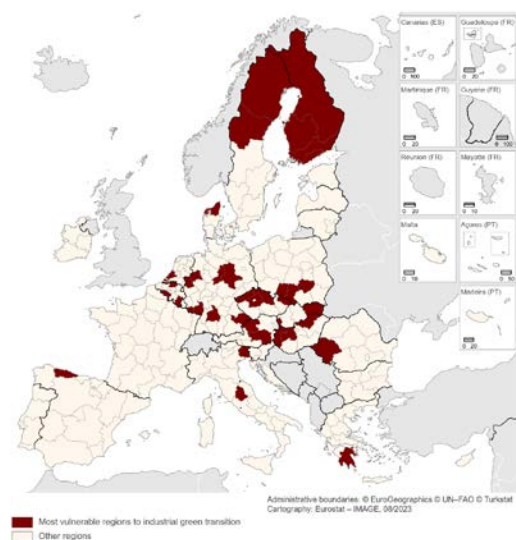 Canarias (ES)
Guadeloupe (FR)
0 100
0 20
Martinique (FR)
Guyane (FR)
0 20
0 100
Réunion (FR)
Mayotte (FR)
0 20
0 10
Malta
Açores (PT)
0 10
0 50
Madeira (PT)
0 20
Administrative boundaries: © EuroGeographics © UN–FAO © Turkstat
Cartography: Eurostat – IMAGE, 08/2023
Most vulnerable regions to industrial green transition
Other regions